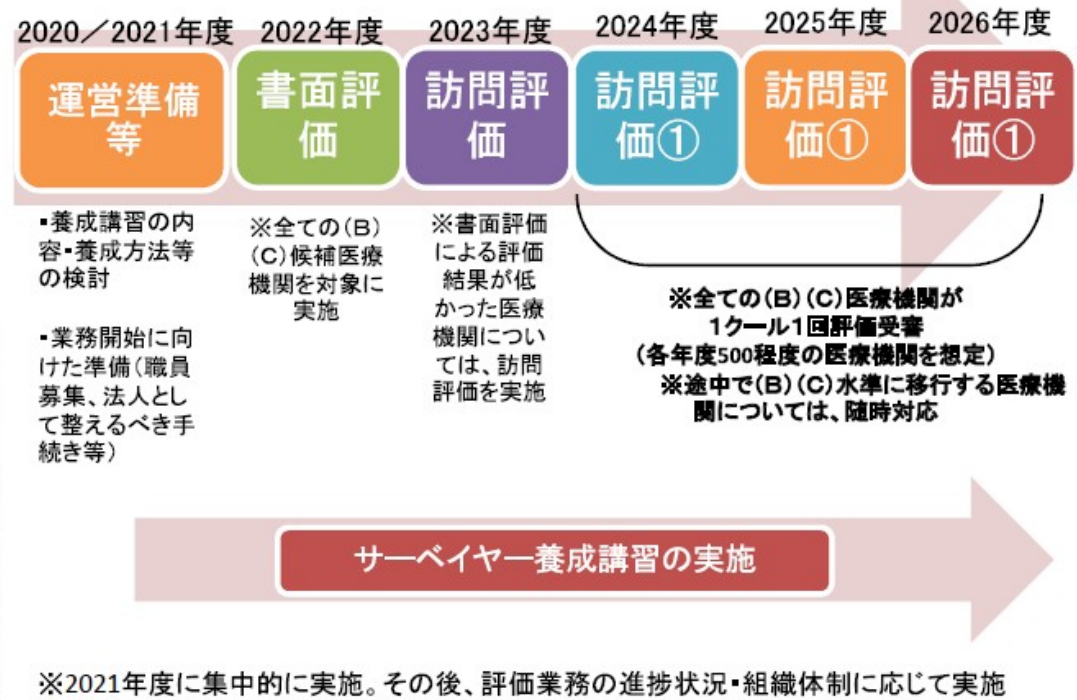 2020／2021年度
2022年度
2023年度
2024年度
2025年度
2026年度
運営準備
等
書面評
価
訪問評
価
訪問評
価①
訪問評
価①
訪問評
価①
▪養成講習の内
容▪養成方法等
の検討
▪業務開始に向
けた準備(職員
募集、法人とし
て整えるべき手
続き等)
※全ての(B)
(C)候補医療
機関を対象に
実施
※書面評価
による評価
結果が低
かった医療
機関につい
ては、訪問
評価を実施
※全ての(B)(C)医療機関が
1クール1回評価受審
(各年度500程度の医療機関を想定)
※途中で(B)(C)水準に移行する医療機
関については、随時対応
サーベイヤー養成講習の実施
※2021年度に集中的に実施。その後、評価業務の進捗状況▪組織体制に応じて実施